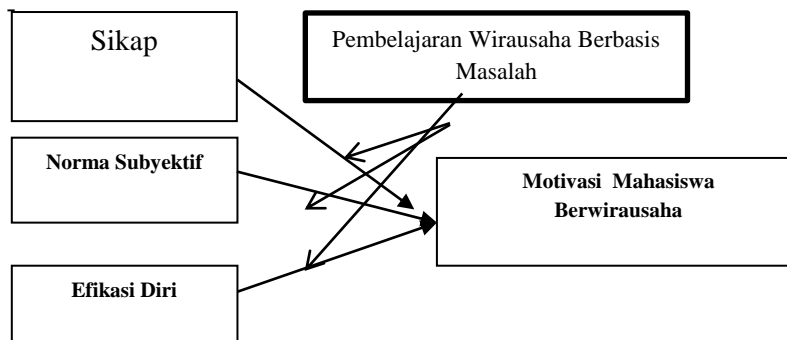 Sikap
Pembelajaran Wirausaha Berbasis
Masalah
Norma Subyektif
Motivasi Mahasiswa
Berwirausaha
Efikasi Diri